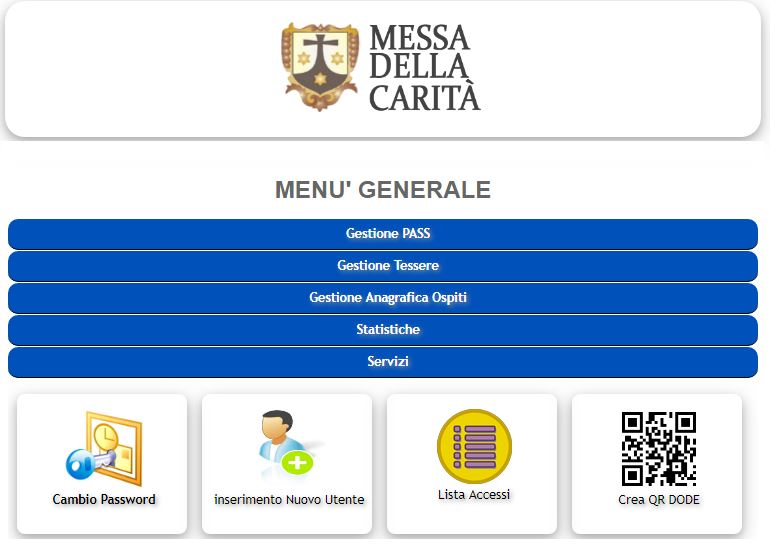 MESSA
DELLA
CARITÀ
MENU' GENERALE
Gestione PASS
Gestione Tessere
Gestione Anagrafica Ospiti
Statistiche
Servizi
Cambio Password
inserimento Nuovo Utente
Lista Accessi
Crea QR DODE